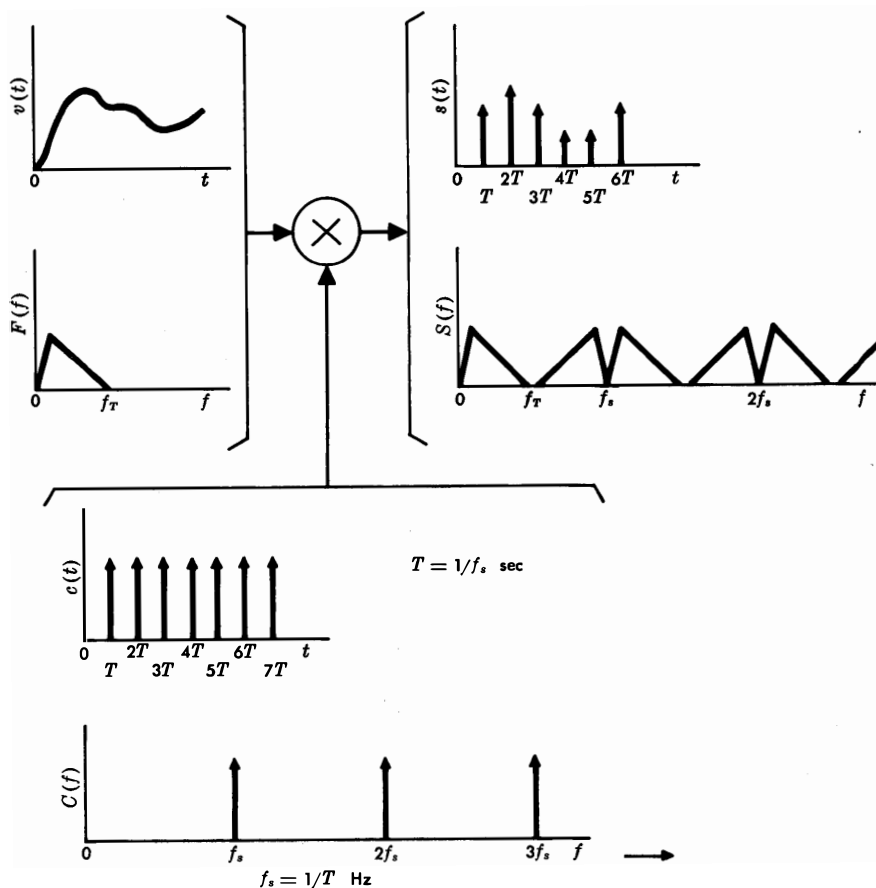 v(t)
0 t
F(f)
0 f_T f
s(t)
0 2T 4T 6T t
T 3T 5T
S(f)
0 f_T f_s 2f_s f
c(t)
0 2T 4T 6T t
T 3T 5T 7T
T = 1/f_s sec
C(f)
0 f_s 2f_s 3f_s f
f_s = 1/T Hz